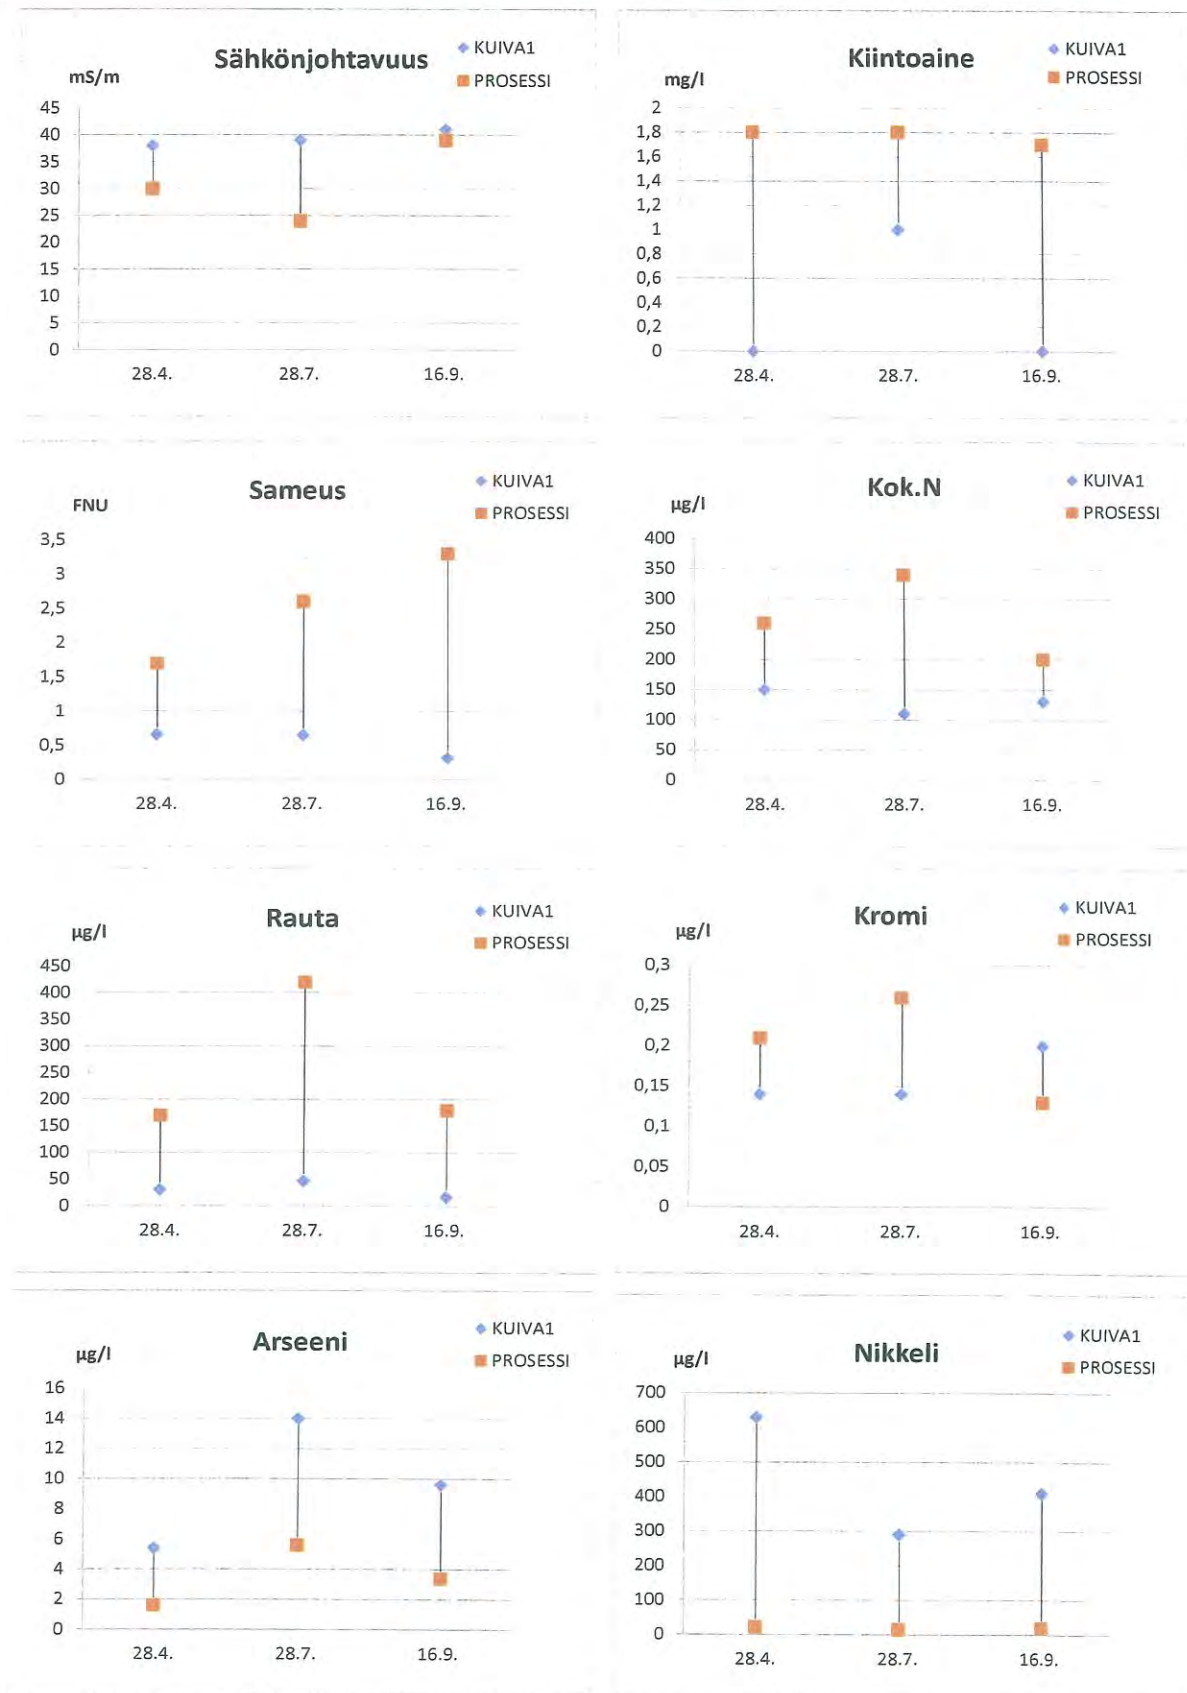 Sähkönjohtavuus
mS/m
KUIVA1
PROSESSI
45
40
35
30
25
20
15
10
5
0
28.4. 28.7. 16.9.
Kiintoaine
mg/l
KUIVA1
PROSESSI
2
1,8
1,6
1,4
1,2
1
0,8
0,6
0,4
0,2
0
28.4. 28.7. 16.9.
Sameus
FNU
KUIVA1
PROSESSI
3,5
3
2,5
2
1,5
1
0,5
0
28.4. 28.7. 16.9.
Kok.N
µg/l
KUIVA1
PROSESSI
400
350
300
250
200
150
100
50
0
28.4. 28.7. 16.9.
Rauta
µg/l
KUIVA1
PROSESSI
450
400
350
300
250
200
150
100
50
0
28.4. 28.7. 16.9.
Kromi
µg/l
KUIVA1
PROSESSI
0,3
0,25
0,2
0,15
0,1
0,05
0
28.4. 28.7. 16.9.
Arseeni
µg/l
KUIVA1
PROSESSI
16
14
12
10
8
6
4
2
0
28.4. 28.7. 16.9.
Nikkeli
µg/l
KUIVA1
PROSESSI
700
600
500
400
300
200
100
0
28.4. 28.7. 16.9.